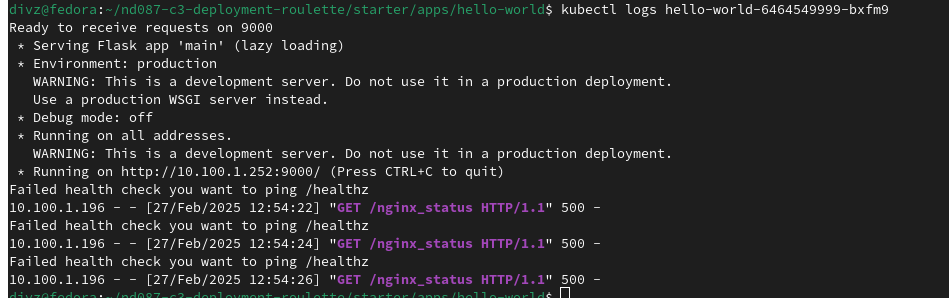 divz@fedora:~/nd087-c3-deployment-roulette/starter/apps/hello-world$ kubectl logs hello-world-6464549999-bxfm9
Ready to receive requests on 9000
 * Serving Flask app 'main' (lazy loading)
 * Environment: production
   WARNING: This is a development server. Do not use it in a production deployment.
   Use a production WSGI server instead.
 * Debug mode: off
 * Running on all addresses.
   WARNING: This is a development server. Do not use it in a production deployment.
 * Running on http://10.100.1.252:9000/ (Press CTRL+C to quit)
Failed health check you want to ping /healthz
10.100.1.196 - - [27/Feb/2025 12:54:22] "GET /nginx_status HTTP/1.1" 500 -
Failed health check you want to ping /healthz
10.100.1.196 - - [27/Feb/2025 12:54:24] "GET /nginx_status HTTP/1.1" 500 -
Failed health check you want to ping /healthz
10.100.1.196 - - [27/Feb/2025 12:54:26] "GET /nginx_status HTTP/1.1" 500 -
divz@fedora:~/nd087-c3-deployment-roulette/starter/apps/hello-world$